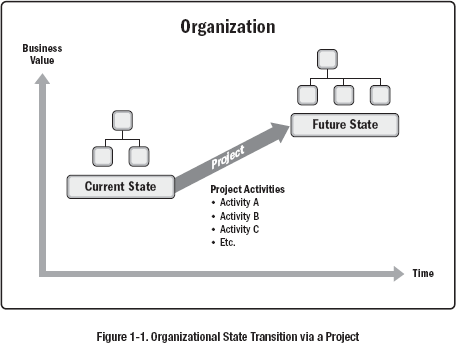 Organization
Business
Value
Future State
Project
Current State
Project Activities
• Activity A
• Activity B
• Activity C
• Etc.
Time
Figure 1-1. Organizational State Transition via a Project